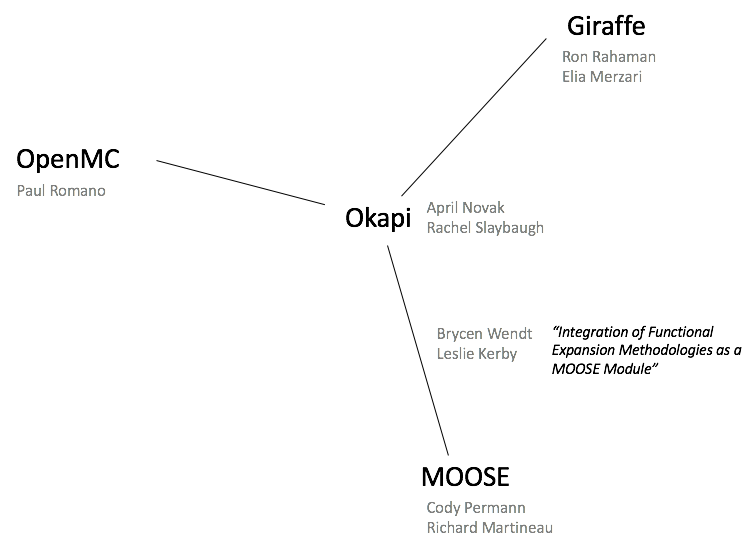 Giraffe
Ron Rahaman
Elia Merzari
OpenMC
Paul Romano
Okapi
April Novak
Rachel Slaybaugh
Brycen Wendt
Leslie Kerby
“Integration of Functional
Expansion Methodologies as a
MOOSE Module”
MOOSE
Cody Permann
Richard Martineau